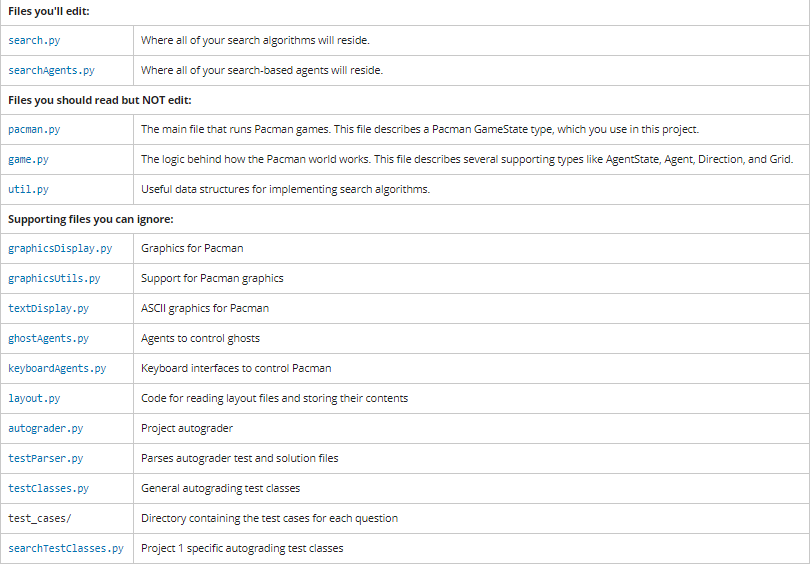 Files you'll edit:
search.py Where all of your search algorithms will reside.
searchAgents.py Where all of your search-based agents will reside.
Files you should read but NOT edit:
pacman.py The main file that runs Pacman games. This file describes a Pacman GameState type, which you use in this project.
game.py The logic behind how the Pacman world works. This file describes several supporting types like AgentState, Agent, Direction, and Grid.
util.py Useful data structures for implementing search algorithms.
Supporting files you can ignore:
graphicsDisplay.py Graphics for Pacman
graphicsUtils.py Support for Pacman graphics
textDisplay.py ASCII graphics for Pacman
ghostAgents.py Agents to control ghosts
keyboardAgents.py Keyboard interfaces to control Pacman
layout.py Code for reading layout files and storing their contents
autograder.py Project autograder
testParser.py Parses autograder test and solution files
testClasses.py General autograding test classes
test_cases/ Directory containing the test cases for each question
searchTestClasses.py Project 1 specific autograding test classes